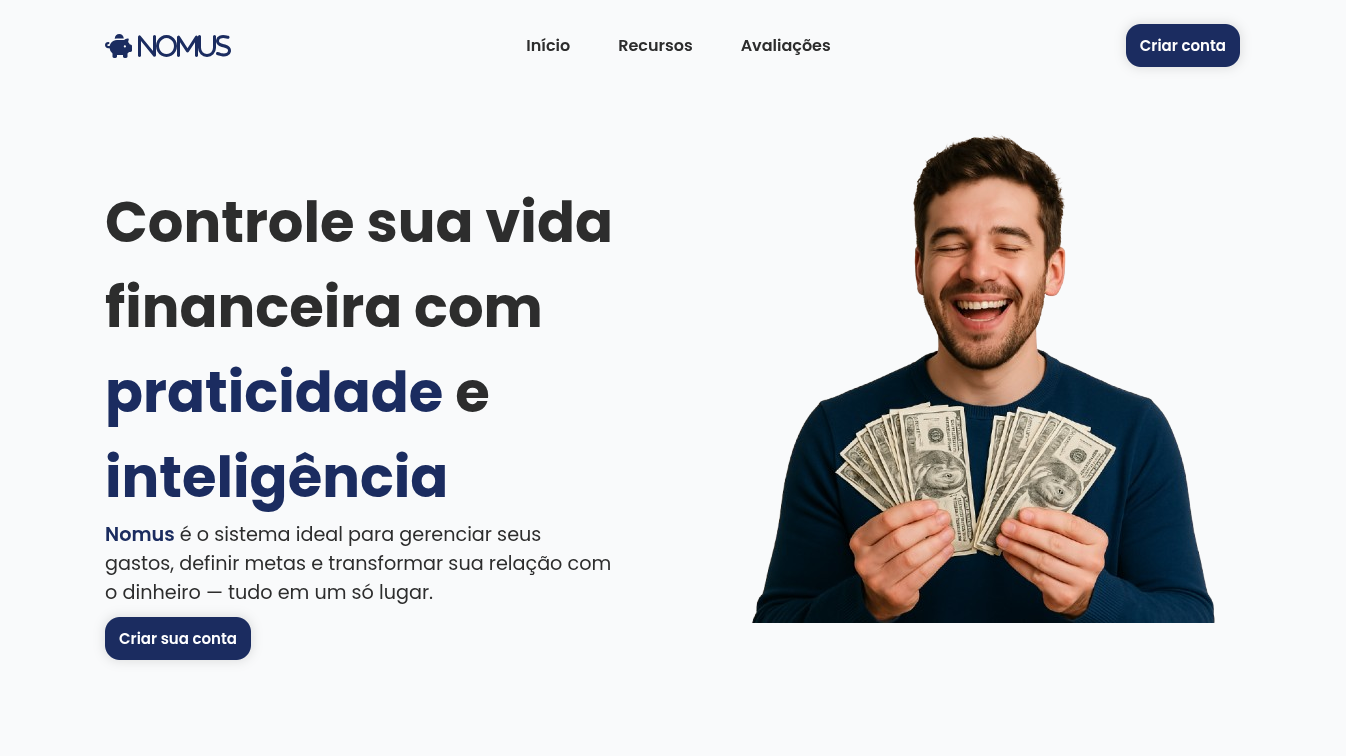 NOMUS
Início
Recursos
Avaliações
Criar conta
Controle sua vida
financeira com
praticidade e
inteligência
Nomus é o sistema ideal para gerenciar seus
gastos, definir metas e transformar sua relação com
o dinheiro — tudo em um só lugar.
Criar sua conta